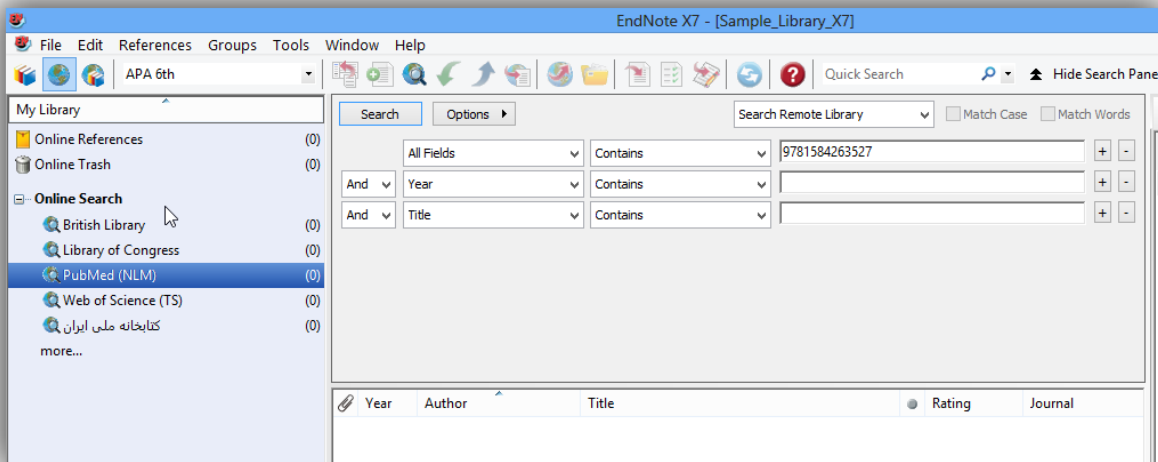 EndNote X7 - [Sample_Library_X7]
File Edit References Groups Tools Window Help
APA 6th Quick Search Hide Search Pane
My Library
Online References (0)
Online Trash (0)
Online Search
British Library (0)
Library of Congress (0)
PubMed (NLM) (0)
Web of Science (TS) (0)
کتابخانه ملی ایران (0)
more...
Search Options Search Remote Library Match Case Match Words
All Fields Contains 9781584263527 + -
And Year Contains + -
And Title Contains + -
Year Author Title Rating Journal